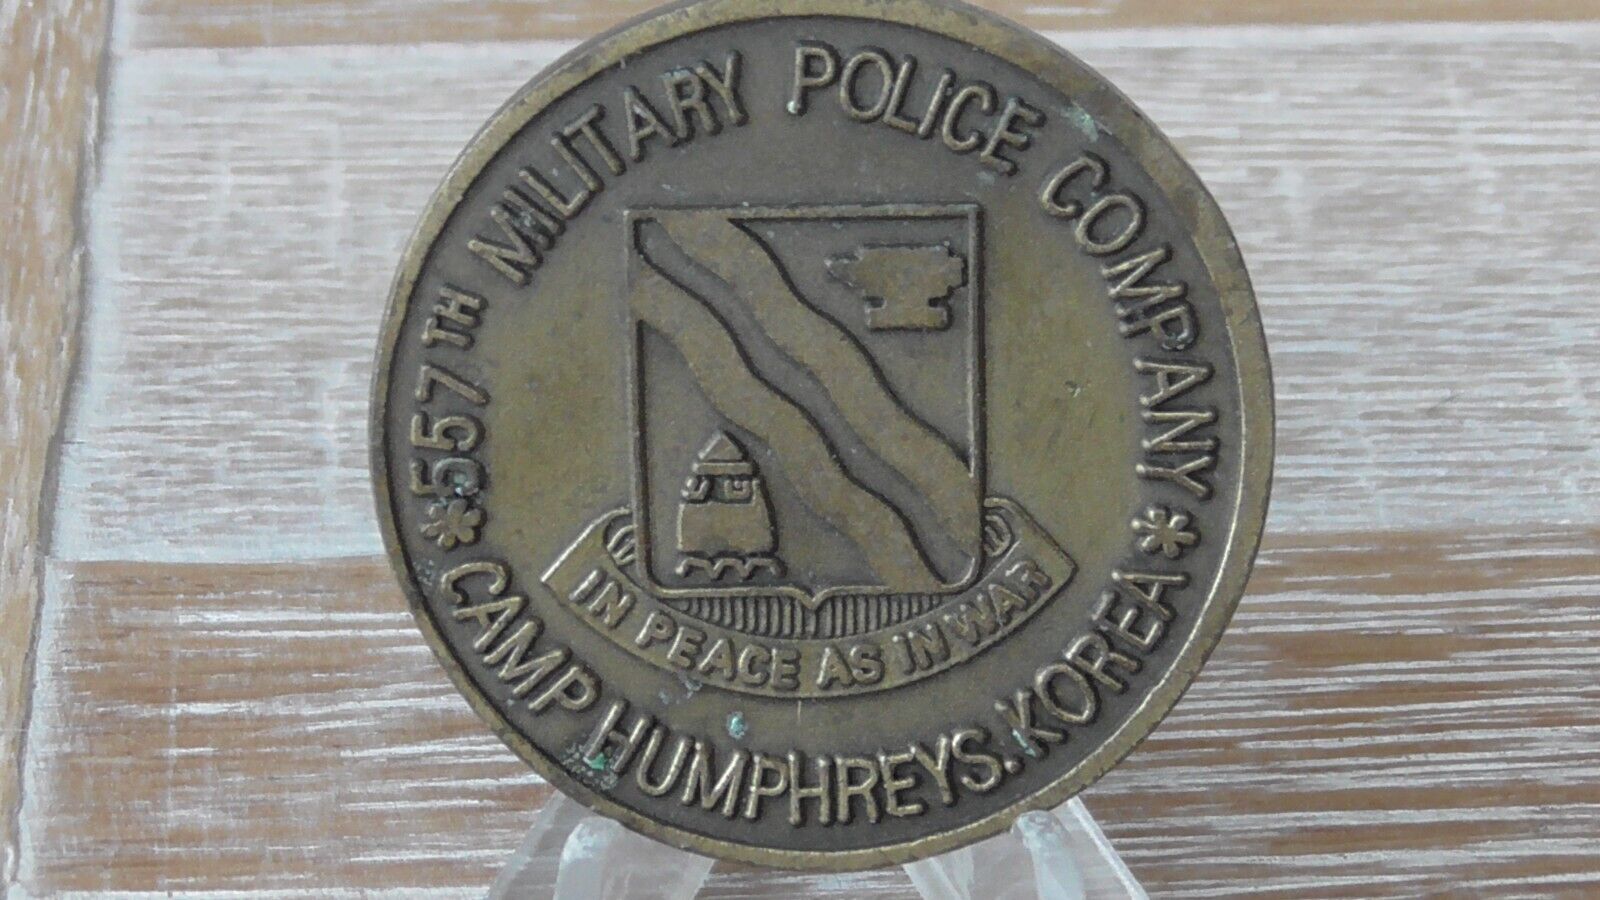 *557TH MILITARY POLICE COMPANY*
IN PEACE AS IN WAR
CAMP HUMPHREYS. KOREA